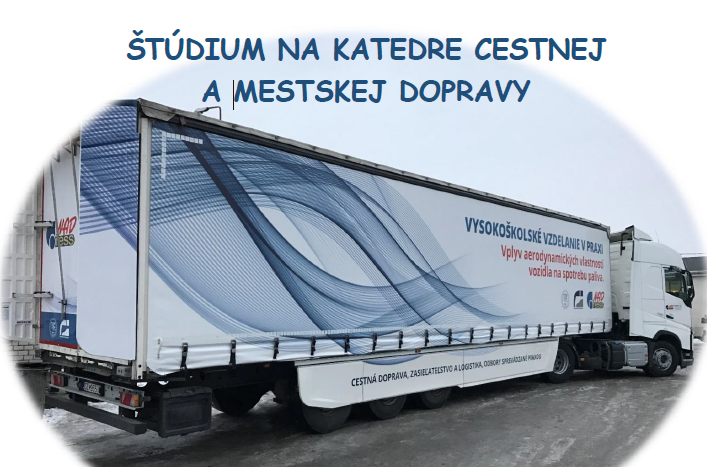 ŠTÚDIUM NA KATEDRE CESTNEJ
A MESTSKEJ DOPRAVY
VYSOKOŠKOLSKÉ VZDELANIE V PRAXI
Vplyv aerodynamických vlastností
vozidla na spotrebu paliva.
CESTNÁ DOPRAVA, ZASIELATEĽSTVO A LOGISTIKA, ODBORY SPREVÁDZANÉ PRAXOU